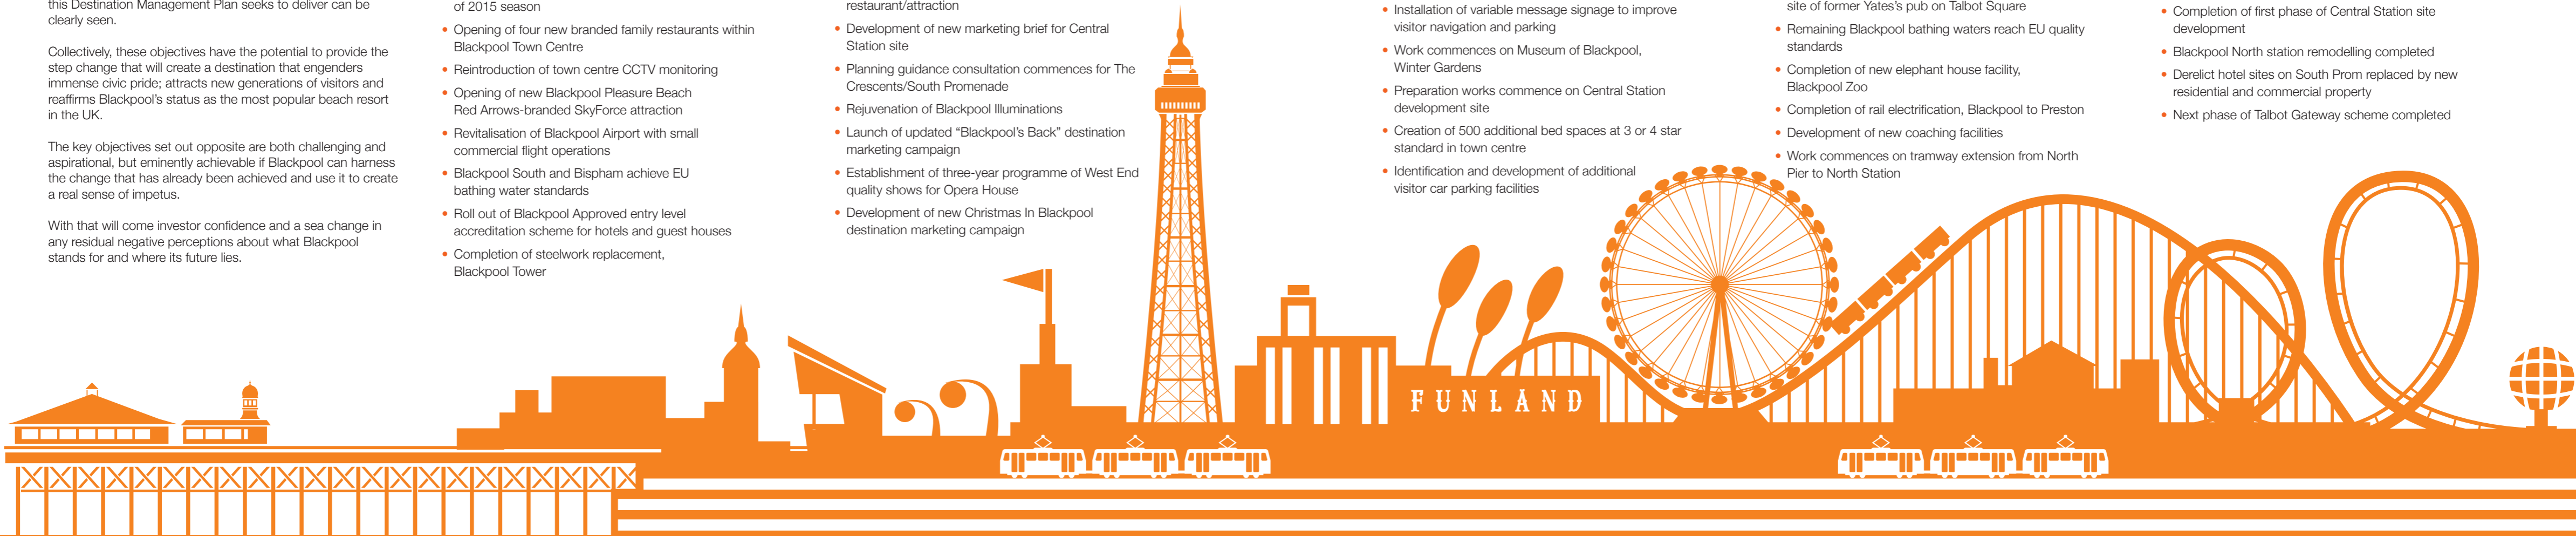 this Destination Management Plan seeks to deliver can be
clearly seen.
Collectively, these objectives have the potential to provide the
step change that will create a destination that engenders
immense civic pride; attracts new generations of visitors and
reaffirms Blackpool's status as the most popular beach resort
in the UK.
The key objectives set out opposite are both challenging and
aspirational, but eminently achievable if Blackpool can harness
the change that has already been achieved and use it to create
a real sense of impetus.
With that will come investor confidence and a sea change in
any residual negative perceptions about what Blackpool
stands for and where its future lies.
of 2015 season
• Opening of four new branded family restaurants within
Blackpool Town Centre
• Reintroduction of town centre CCTV monitoring
• Opening of new Blackpool Pleasure Beach
Red Arrows-branded SkyForce attraction
• Revitalisation of Blackpool Airport with small
commercial flight operations
• Blackpool South and Bispham achieve EU
bathing water standards
• Roll out of Blackpool Approved entry level
accreditation scheme for hotels and guest houses
• Completion of steelwork replacement,
Blackpool Tower
restaurant/attraction
• Development of new marketing brief for Central
Station site
• Planning guidance consultation commences for The
Crescents/South Promenade
• Rejuvenation of Blackpool Illuminations
• Launch of updated “Blackpool's Back” destination
marketing campaign
• Establishment of three-year programme of West End
quality shows for Opera House
• Development of new Christmas In Blackpool
destination marketing campaign
• Installation of variable message signage to improve
visitor navigation and parking
• Work commences on Museum of Blackpool,
Winter Gardens
• Preparation works commence on Central Station
development site
• Creation of 500 additional bed spaces at 3 or 4 star
standard in town centre
• Identification and development of additional
visitor car parking facilities
site of former Yates's pub on Talbot Square
• Remaining Blackpool bathing waters reach EU quality
standards
• Completion of new elephant house facility,
Blackpool Zoo
• Completion of rail electrification, Blackpool to Preston
• Development of new coaching facilities
• Work commences on tramway extension from North
Pier to North Station
• Completion of first phase of Central Station site
development
• Blackpool North station remodelling completed
• Derelict hotel sites on South Prom replaced by new
residential and commercial property
• Next phase of Talbot Gateway scheme completed
FUNLAND